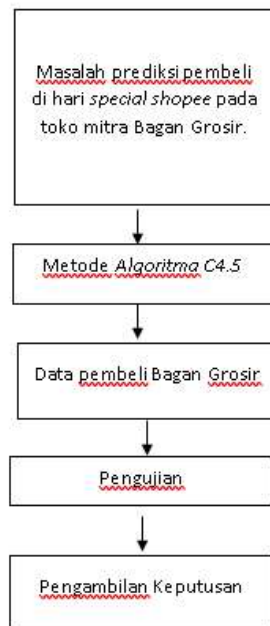 Masalah prediksi pembeli
di hari special shopee pada
toko mitra Bagan Grosir.
Metode Algoritma C4.5
Data pembeli Bagan Grosir
Pengujian
Pengambilan Keputusan